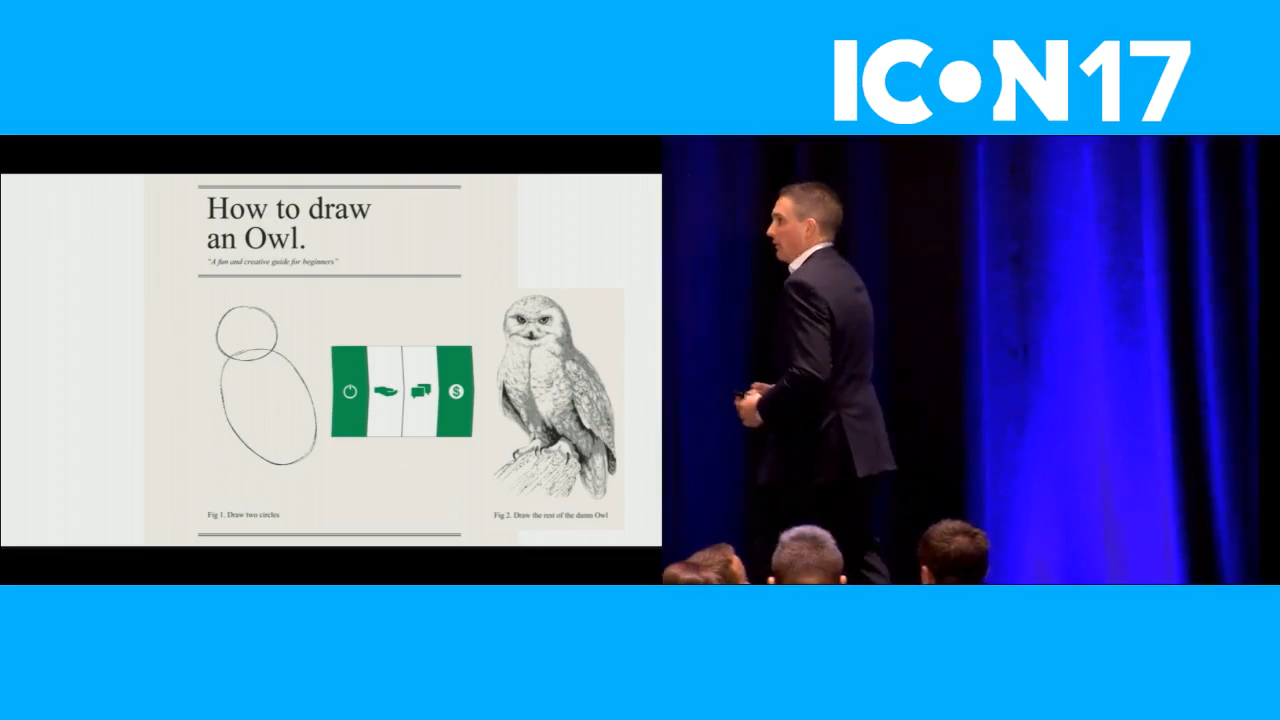 ICON17
How to draw
an Owl.
"A fun and creative guide for beginners"
$
Fig 1. Draw two circles
Fig 2. Draw the rest of the damn Owl